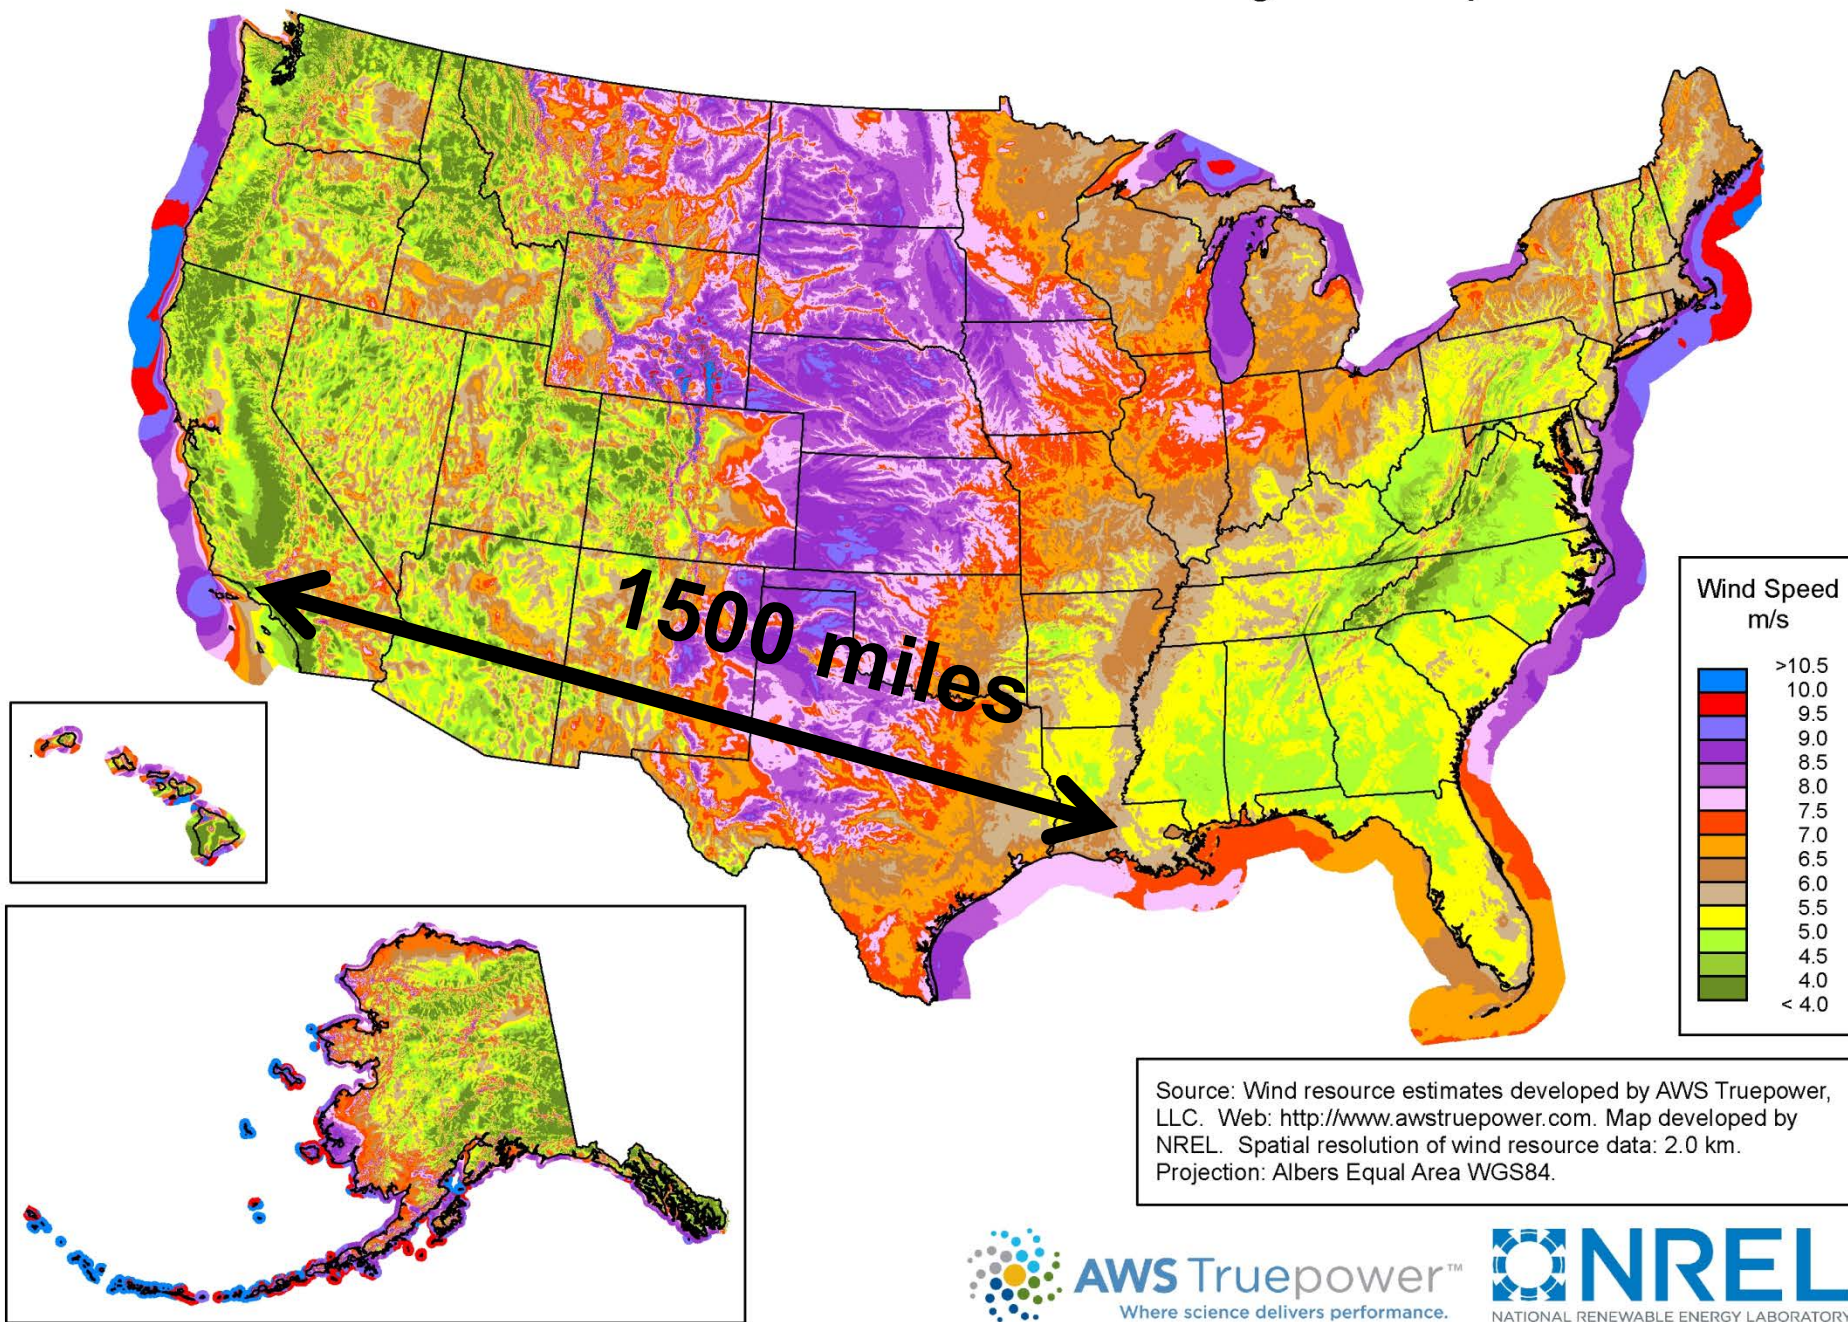 1500 miles
Wind Speed
m/s
>10.5
10.0
9.5
9.0
8.5
8.0
7.5
7.0
6.5
6.0
5.5
5.0
4.5
4.0
< 4.0
Source: Wind resource estimates developed by AWS Truepower,
LLC. Web: http://www.awstruepower.com. Map developed by
NREL. Spatial resolution of wind resource data: 2.0 km.
Projection: Albers Equal Area WGS84.
AWS Truepower™
Where science delivers performance.
NREL
NATIONAL RENEWABLE ENERGY LABORATORY